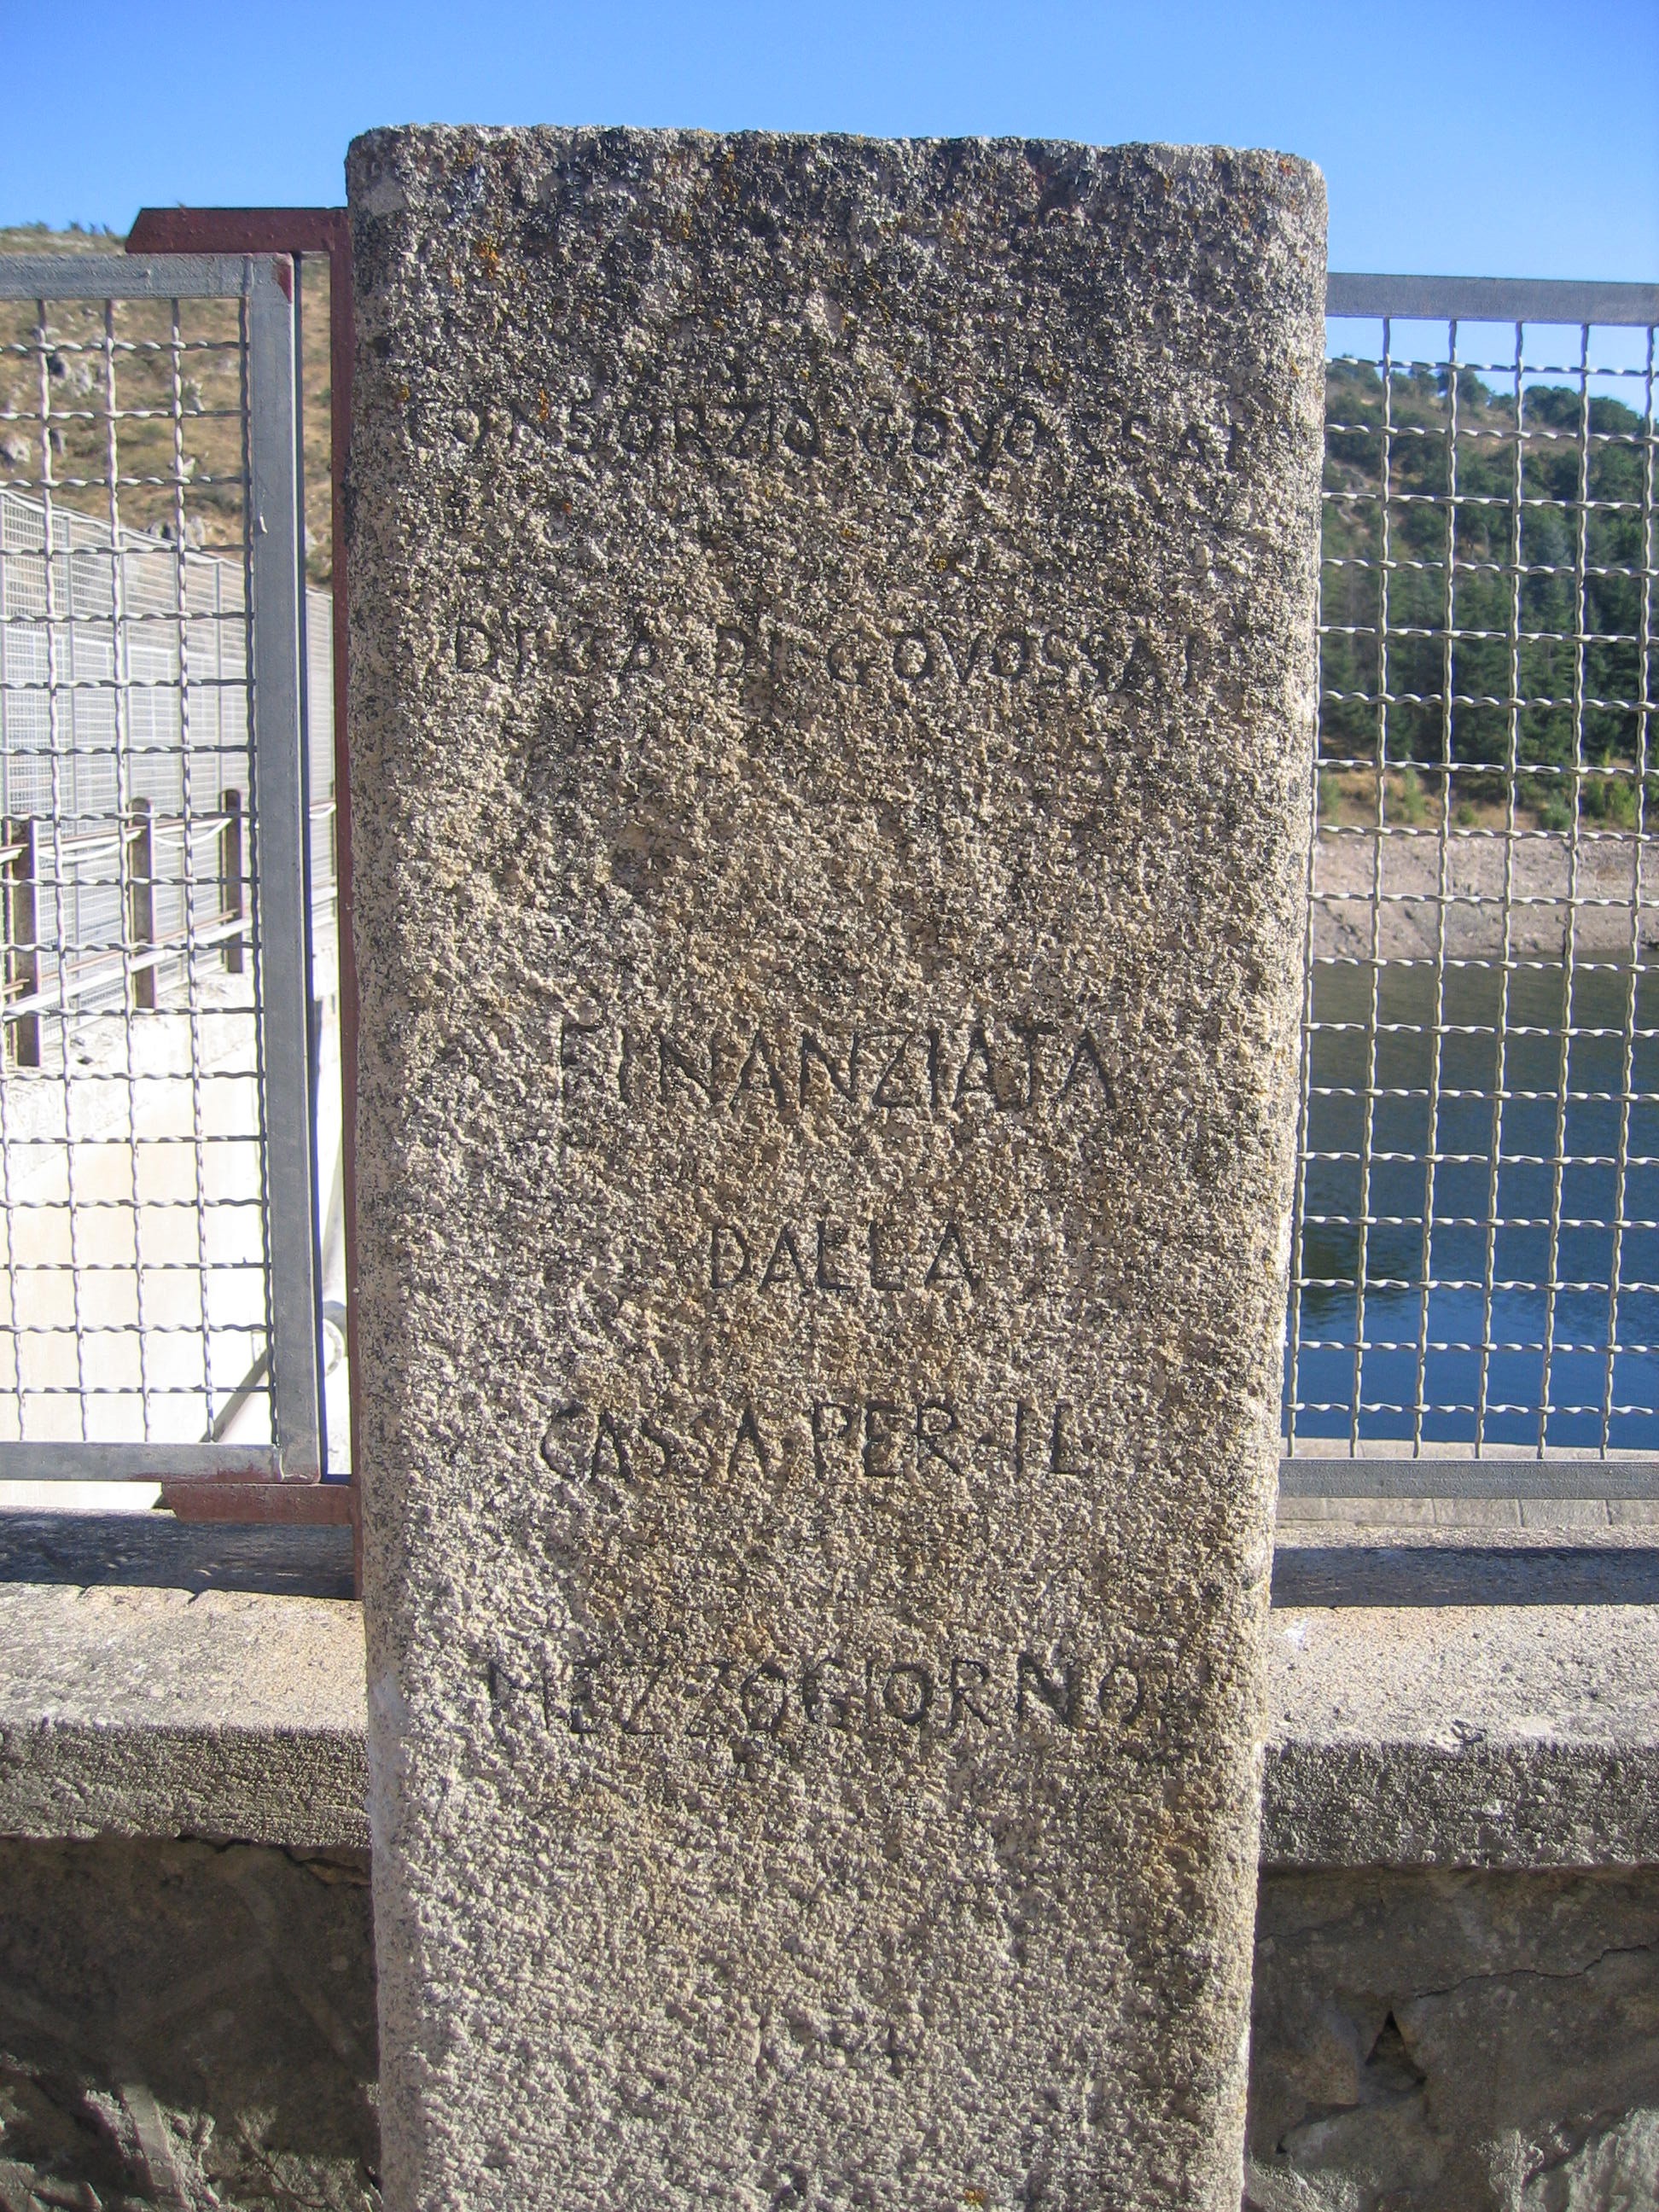 CONSORZIO GOVOSSAI
DIGA DI GOVOSSAI
FINANZIATA
DALLA
CASSA PER IL
MEZZOGIORNO